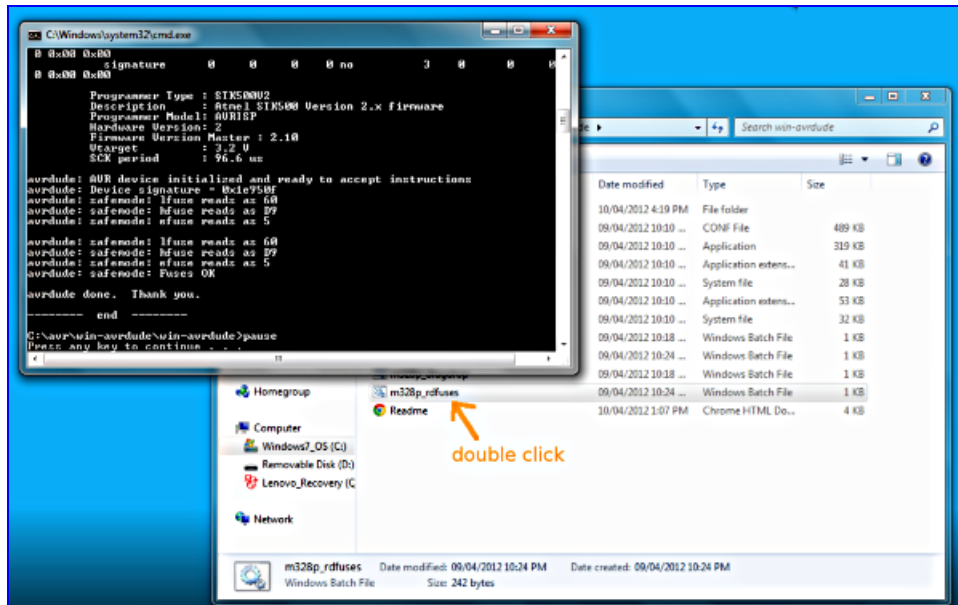 C:\Windows\system32\cmd.exe
0 0x00 0x00
signature 0 0 0 0 no 3 0 0 0
0 0x00 0x00
Programmer Type : STK500V2
Description : Atmel STK500 Version 2.x firmware
Programmer Model: AVRISP
Hardware Version: 2
Firmware Version Master : 2.10
Vtarget : 3.2 V
SCK period : 96.6 us
avrdude: AVR device initialized and ready to accept instructions
avrdude: Device signature = 0x1e950f
avrdude: safemode: lfuse reads as 60
avrdude: safemode: hfuse reads as D9
avrdude: safemode: efuse reads as 5
avrdude: safemode: lfuse reads as 60
avrdude: safemode: hfuse reads as D9
avrdude: safemode: efuse reads as 5
avrdude: safemode: Fuses OK
avrdude done. Thank you.
-------- end --------
C:\avr\win-avrdude\win-avrdude>pause
Press any key to continue . . .
de
Search win-avrdude
Date modified Type Size
10/04/2012 4:19 PM File folder
09/04/2012 10:10 ... CONF File 489 KB
09/04/2012 10:10 ... Application 319 KB
09/04/2012 10:10 ... Application extens... 41 KB
09/04/2012 10:10 ... System file 28 KB
09/04/2012 10:10 ... Application extens... 53 KB
09/04/2012 10:10 ... System file 32 KB
09/04/2012 10:18 ... Windows Batch File 1 KB
09/04/2012 10:24 ... Windows Batch File 1 KB
09/04/2012 10:18 ... Windows Batch File 1 KB
m328p_rdfuses 09/04/2012 10:24 ... Windows Batch File 1 KB
Readme 10/04/2012 1:07 PM Chrome HTML Do... 4 KB
Homegroup
Computer
Windows7_OS (C:)
Removable Disk (D:)
Lenovo_Recovery (Q
Network
double click
m328p_rdfuses Date modified: 09/04/2012 10:24 PM Date created: 09/04/2012 10:24 PM
Windows Batch File Size: 242 bytes